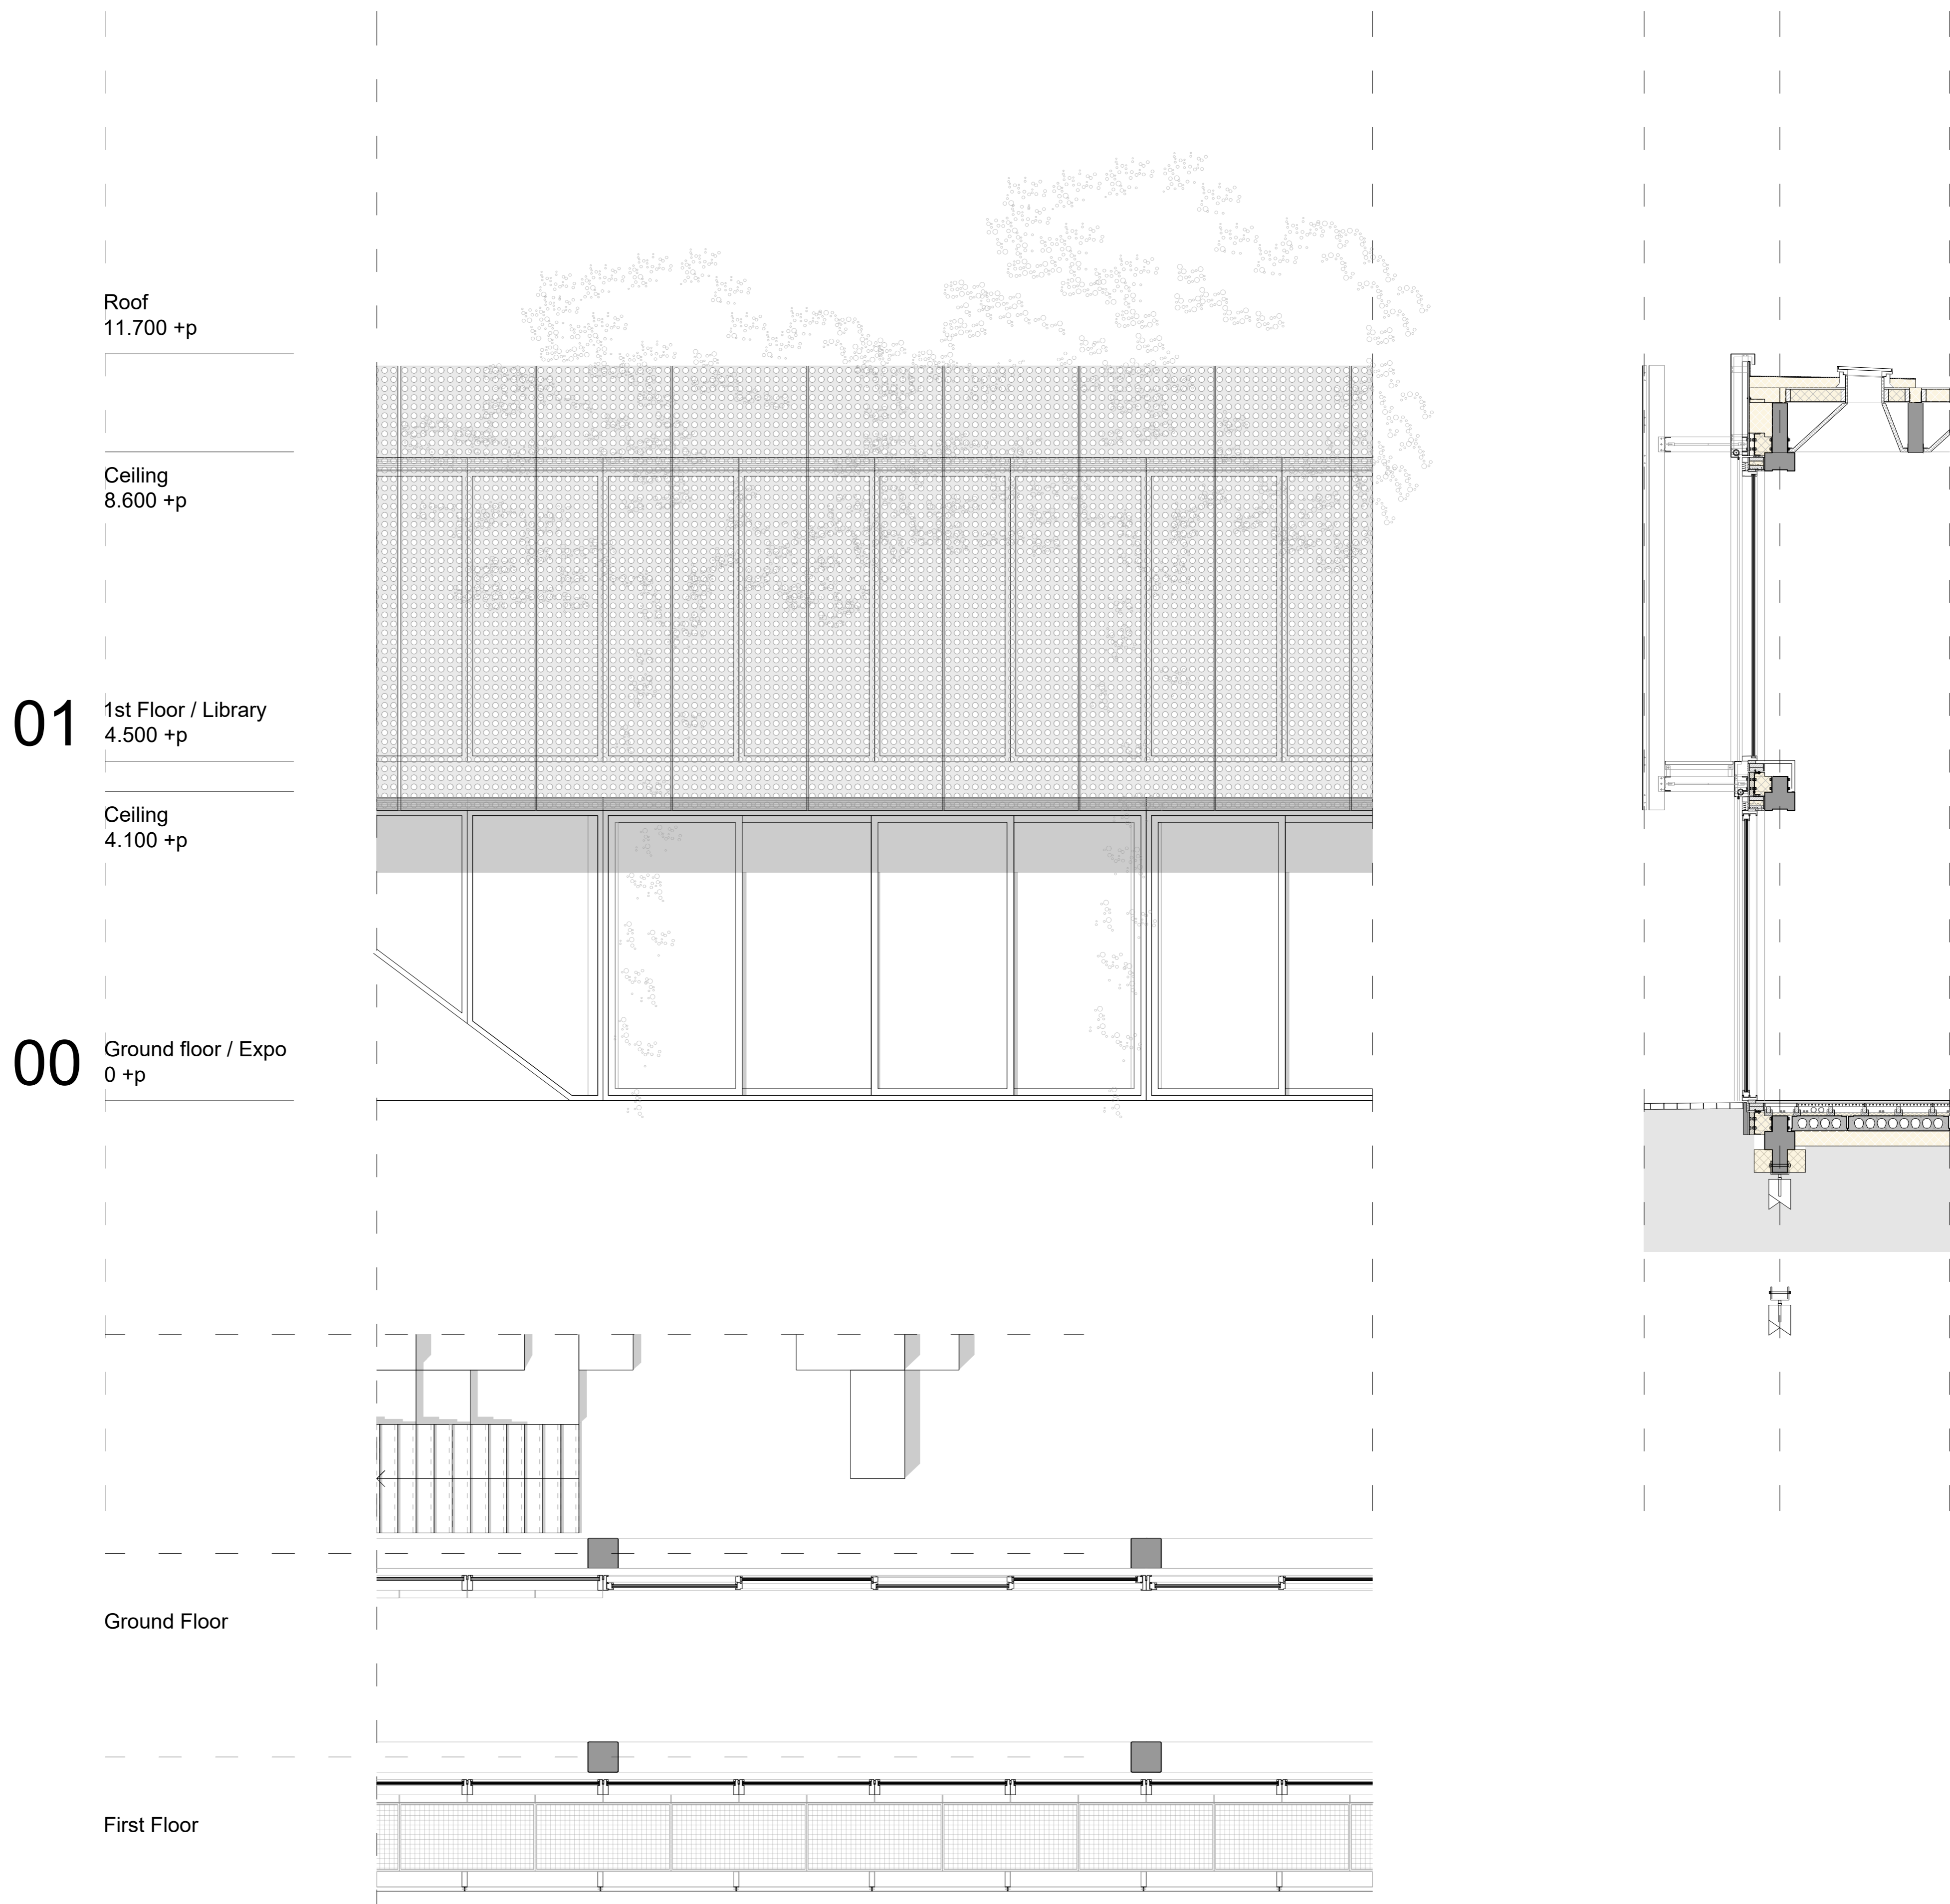 Roof
11.700 +p
Ceiling
8.600 +p
01
1st Floor / Library
4.500 +p
Ceiling
4.100 +p
00
Ground floor / Expo
0 +p
Ground Floor
First Floor